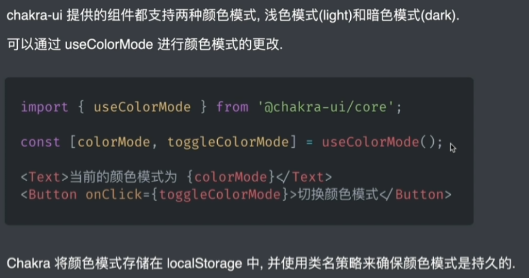 chakra-ui 提供的组件都支持两种颜色模式, 浅色模式(light)和暗色模式(dark).
可以通过 useColorMode 进行颜色模式的更改.
import { useColorMode } from '@chakra-ui/core';
const [colorMode, toggleColorMode] = useColorMode();
<Text>当前的颜色模式为 {colorMode}</Text>
<Button onClick={toggleColorMode}>切换颜色模式</Button>
Chakra 将颜色模式存储在 localStorage 中, 并使用类名策略来确保颜色模式是持久的.